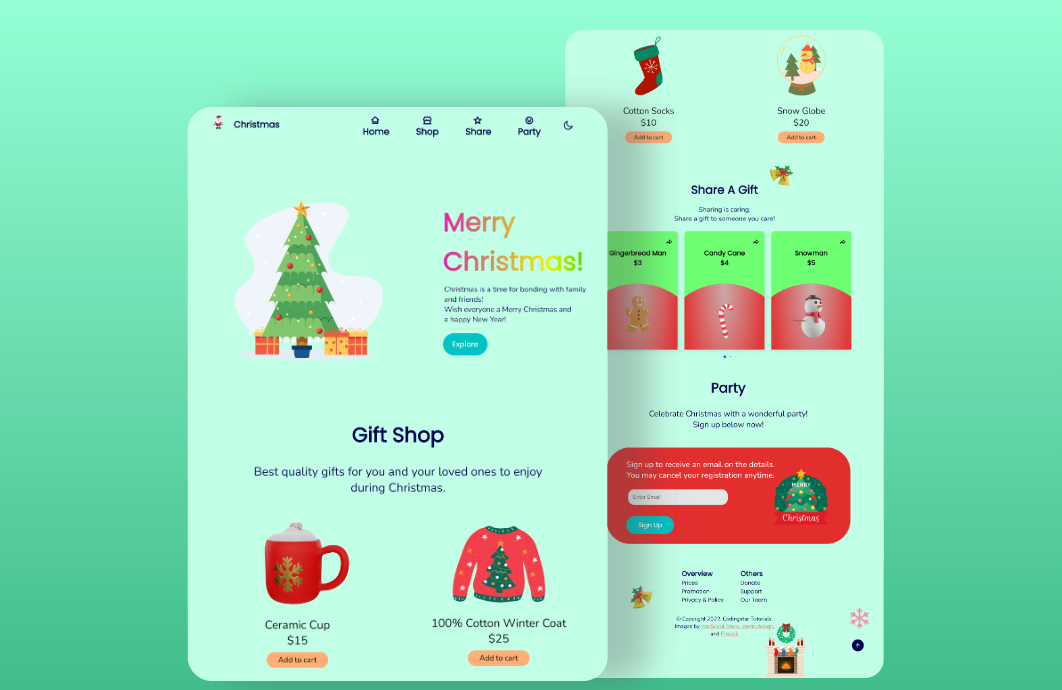 Christmas
Home
Shop
Share
Party
Merry
Christmas!
Christmas is a time for bonding with family
and friends!
Wish everyone a Merry Christmas and
a happy New Year!
Explore
Gift Shop
Best quality gifts for you and your loved ones to enjoy
during Christmas.
Ceramic Cup
$15
Add to cart
100% Cotton Winter Coat
$25
Add to cart
Cotton Socks
$10
Add to cart
Snow Globe
$20
Add to cart
Share A Gift
Sharing is caring.
Share a gift to someone you care!
Gingerbread Man
$3
Candy Cane
$4
Snowman
$5
Party
Celebrate Christmas with a wonderful party!
Sign up below now!
Sign up to receive an email on the details.
You may cancel your registration anytime.
Enter Email
Sign Up
MERRY
Christmas
Overview
Prices
Promotion
Privacy & Policy
Others
Donate
Support
Our Team
© Copyright 2022, Codingstar Tutorials.
Images by
and Freepik